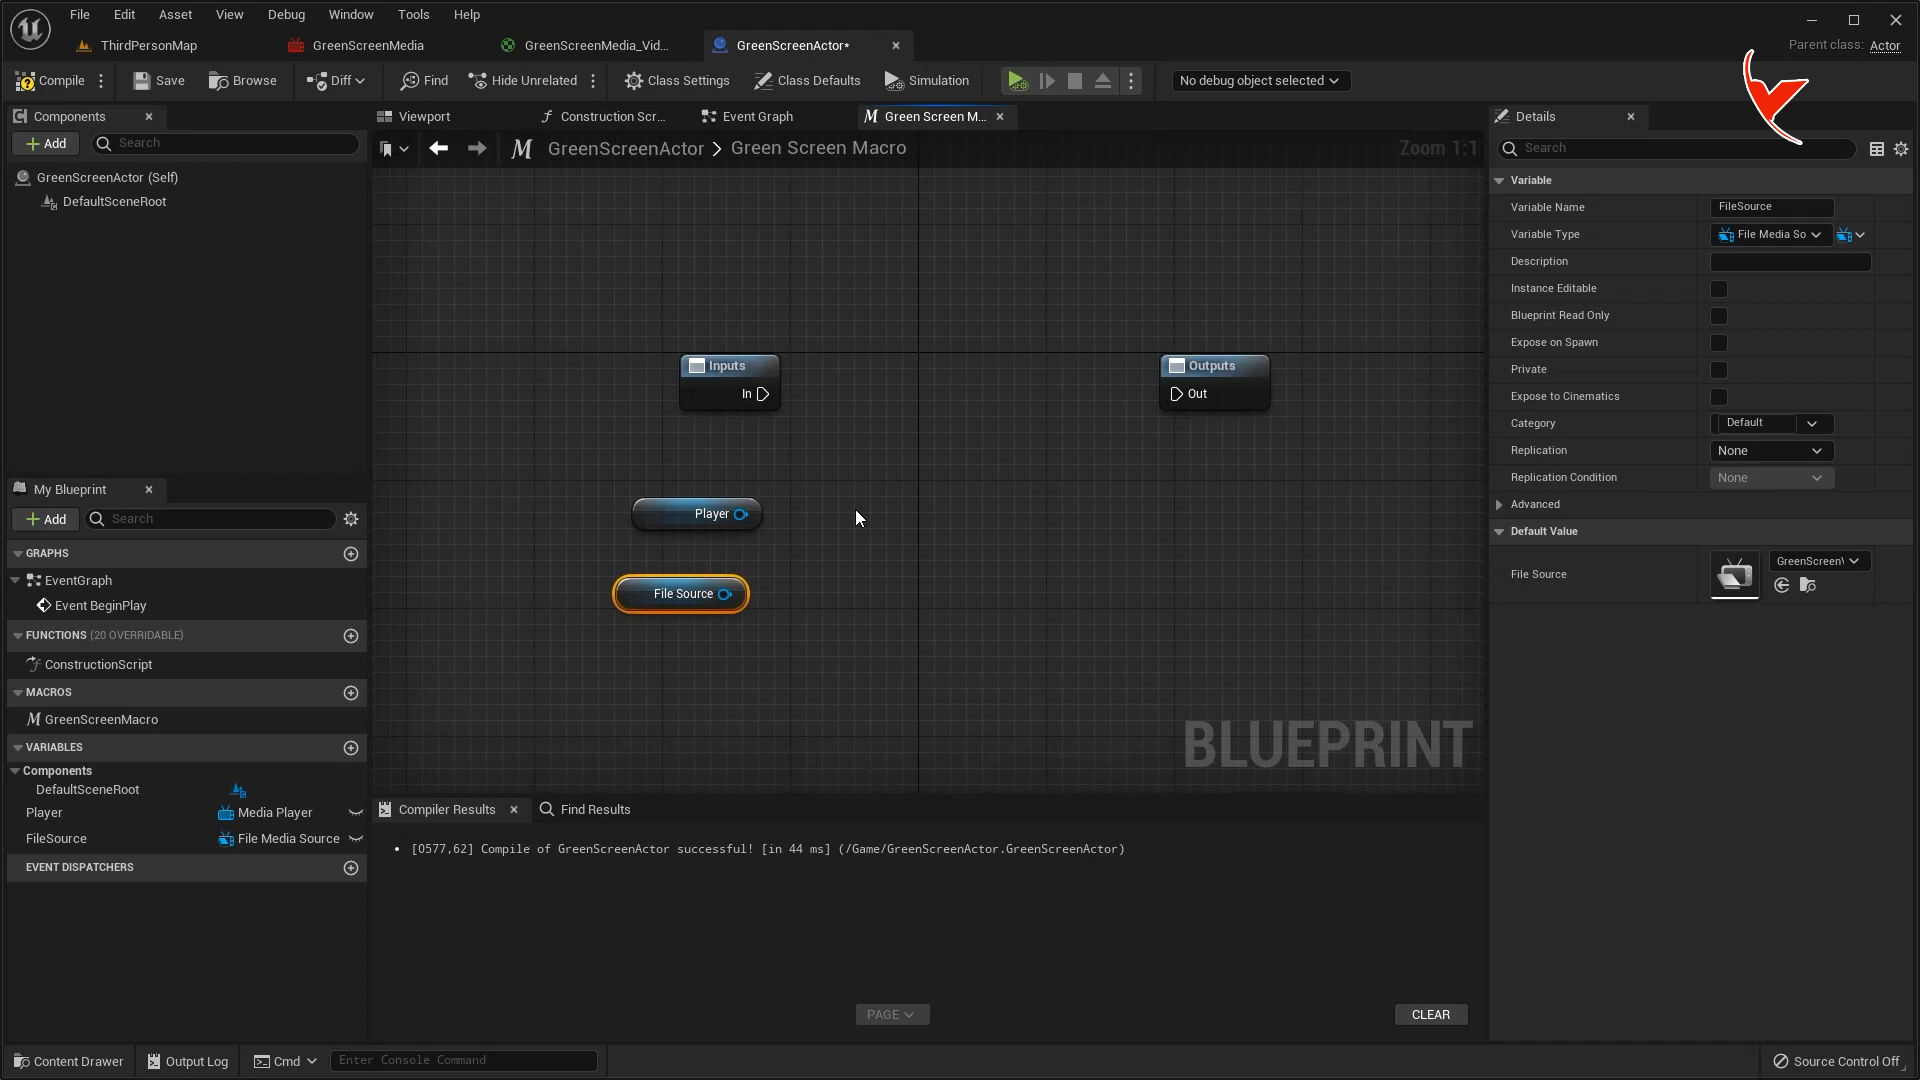 File Edit Asset View Debug Window Tools Help
ThirdPersonMap GreenScreenMedia GreenScreenMedia_Vid... GreenScreenActor*
Parent class: Actor
Compile Save Browse Diff Find Hide Unrelated Class Settings Class Defaults Simulation No debug object selected
Components
Viewport Construction Scr... Event Graph Green Screen M...
Details
Add Search
GreenScreenActor > Green Screen Macro
Zoom 1:1
Search
GreenScreenActor (Self)
DefaultSceneRoot
Variable
Variable Name FileSource
Variable Type File Media So
Description
Instance Editable
Blueprint Read Only
Expose on Spawn
Private
Expose to Cinematics
Category Default
Replication None
Replication Condition None
Advanced
Default Value
File Source GreenScreenV
Inputs
In
Outputs
Out
Player
File Source
BLUEPRINT
My Blueprint
Add Search
GRAPHS
EventGraph
Event BeginPlay
FUNCTIONS (20 OVERRIDABLE)
ConstructionScript
MACROS
GreenScreenMacro
VARIABLES
Components
DefaultSceneRoot
Player Media Player
FileSource File Media Source
EVENT DISPATCHERS
Compiler Results Find Results
[0577,62] Compile of GreenScreenActor successful! [in 44 ms] (/Game/GreenScreenActor.GreenScreenActor)
PAGE
CLEAR
Content Drawer Output Log Cmd Enter Console Command
Source Control Off